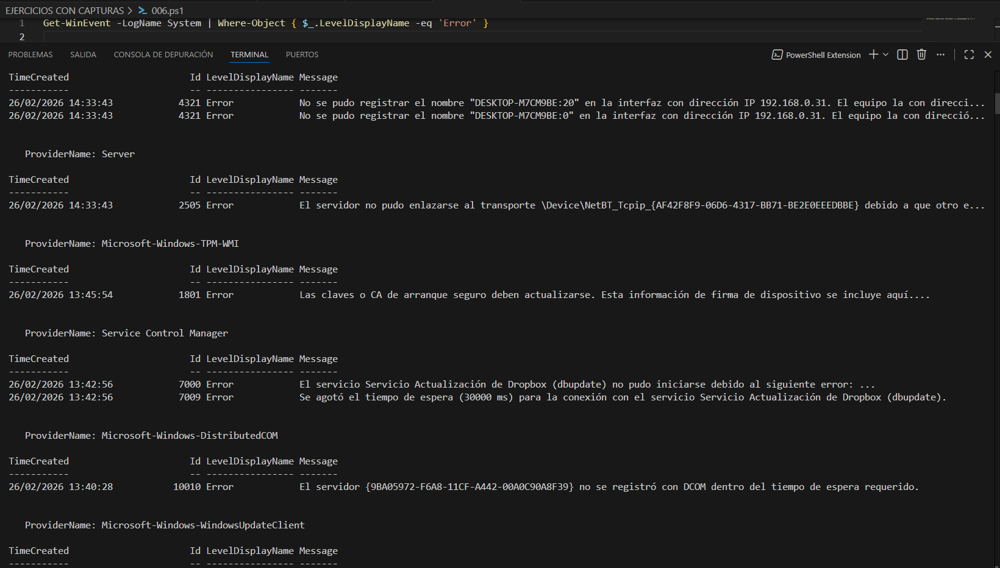 EJERCICIOS CON CAPTURAS > 006.ps1
1 Get-WinEvent -LogName System | Where-Object { $_.LevelDisplayName -eq 'Error' }
2
PROBLEMAS SALIDA CONSOLA DE DEPURACIÓN TERMINAL PUERTOS PowerShell Extension
TimeCreated Id LevelDisplayName Message
----------- -- ---------------- -------
26/02/2026 14:33:43 4321 Error No se pudo registrar el nombre "DESKTOP-M7CM9BE:20" en la interfaz con dirección IP 192.168.0.31. El equipo la con direcci...
26/02/2026 14:33:43 4321 Error No se pudo registrar el nombre "DESKTOP-M7CM9BE:0" en la interfaz con dirección IP 192.168.0.31. El equipo la con direcció...
ProviderName: Server
TimeCreated Id LevelDisplayName Message
----------- -- ---------------- -------
26/02/2026 14:33:43 2505 Error El servidor no pudo enlazarse al transporte \Device\NetBT_Tcpip_{AF42F8F9-06D6-4317-BB71-BE2E0EEEDBBE} debido a que otro e...
ProviderName: Microsoft-Windows-TPM-WMI
TimeCreated Id LevelDisplayName Message
----------- -- ---------------- -------
26/02/2026 13:45:54 1801 Error Las claves o CA de arranque seguro deben actualizarse. Esta información de firma de dispositivo se incluye aquí....
ProviderName: Service Control Manager
TimeCreated Id LevelDisplayName Message
----------- -- ---------------- -------
26/02/2026 13:42:56 7000 Error El servicio Servicio Actualización de Dropbox (dbupdate) no pudo iniciarse debido al siguiente error: ...
26/02/2026 13:42:56 7009 Error Se agotó el tiempo de espera (30000 ms) para la conexión con el servicio Servicio Actualización de Dropbox (dbupdate).
ProviderName: Microsoft-Windows-DistributedCOM
TimeCreated Id LevelDisplayName Message
----------- -- ---------------- -------
26/02/2026 13:40:28 10010 Error El servidor {9BA05972-F6A8-11CF-A442-00A0C90A8F39} no se registró con DCOM dentro del tiempo de espera requerido.
ProviderName: Microsoft-Windows-WindowsUpdateClient
TimeCreated Id LevelDisplayName Message
----------- -- ---------------- -------